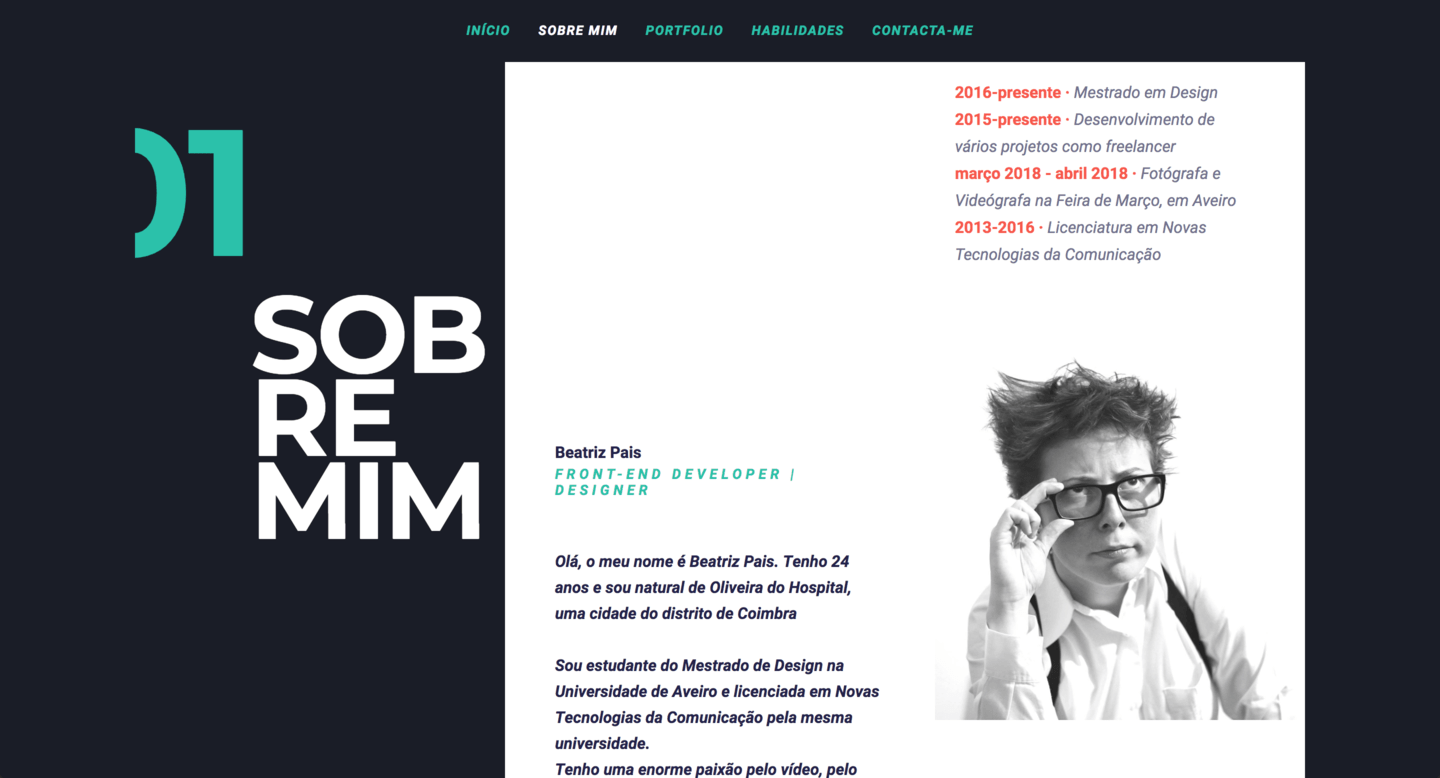 INÍCIO SOBRE MIM PORTFOLIO HABILIDADES CONTACTA-ME
01
SOB
RE
MIM
2016-presente · Mestrado em Design
2015-presente · Desenvolvimento de
vários projetos como freelancer
março 2018 - abril 2018 · Fotógrafa e
Videógrafa na Feira de Março, em Aveiro
2013-2016 · Licenciatura em Novas
Tecnologias da Comunicação
Beatriz Pais
FRONT-END DEVELOPER |
DESIGNER
Olá, o meu nome é Beatriz Pais. Tenho 24
anos e sou natural de Oliveira do Hospital,
uma cidade do distrito de Coimbra
Sou estudante do Mestrado de Design na
Universidade de Aveiro e licenciada em Novas
Tecnologias da Comunicação pela mesma
universidade.
Tenho uma enorme paixão pelo vídeo, pelo